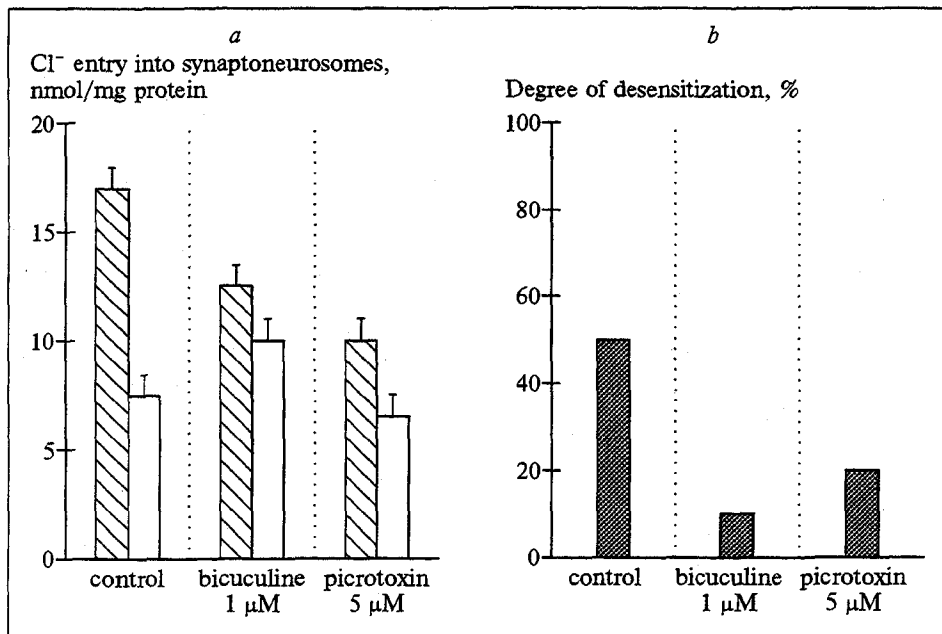 a
Cl⁻ entry into synaptoneurosomes,
nmol/mg protein
20
15
10
5
0
control
bicuculine
1 μM
picrotoxin
5 μM
b
Degree of desensitization, %
100
80
60
40
20
0
control
bicuculine
1 μM
picrotoxin
5 μM